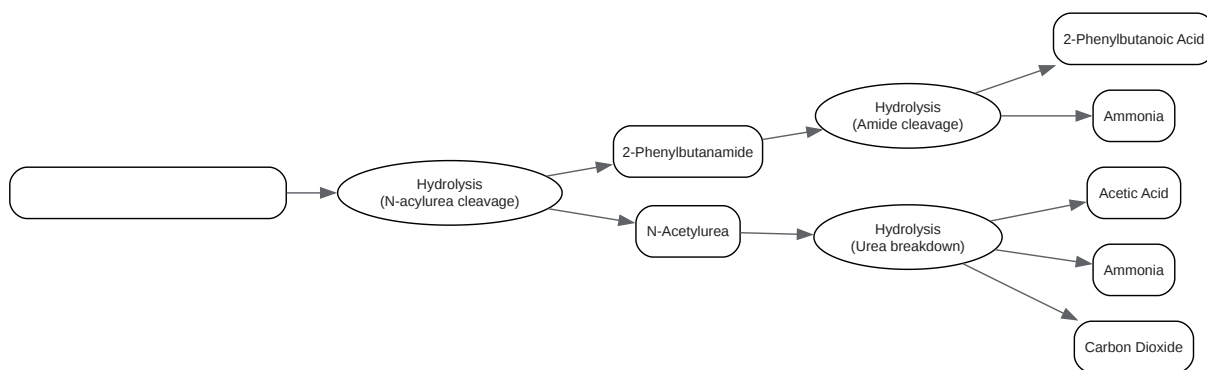 Hydrolysis
(N-acylurea cleavage)
2-Phenylbutanamide
N-Acetylurea
Hydrolysis
(Amide cleavage)
Hydrolysis
(Urea breakdown)
2-Phenylbutanoic Acid
Ammonia
Acetic Acid
Ammonia
Carbon Dioxide